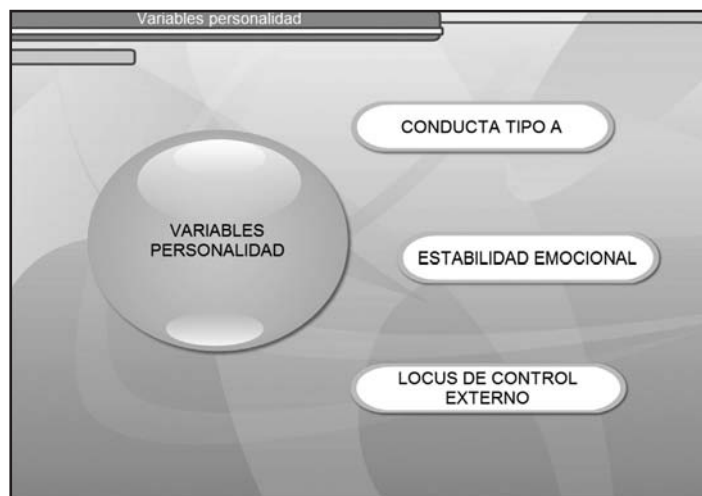 Variables personalidad
CONDUCTA TIPO A
VARIABLES
PERSONALIDAD
ESTABILIDAD EMOCIONAL
LOCUS DE CONTROL
EXTERNO